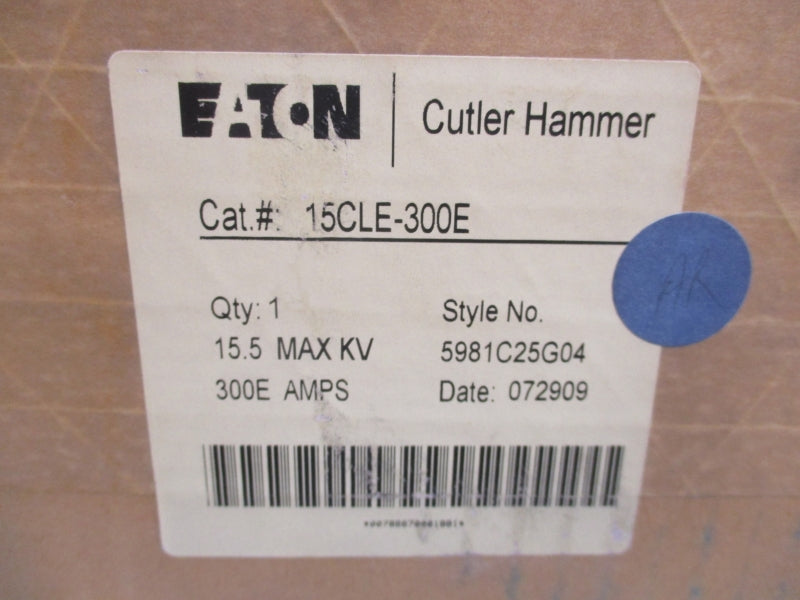 EATON | Cutler Hammer
Cat.#: 15CLE-300E
Qty: 1
15.5 MAX KV
300E AMPS
Style No.
5981C25G04
Date: 072909
AR